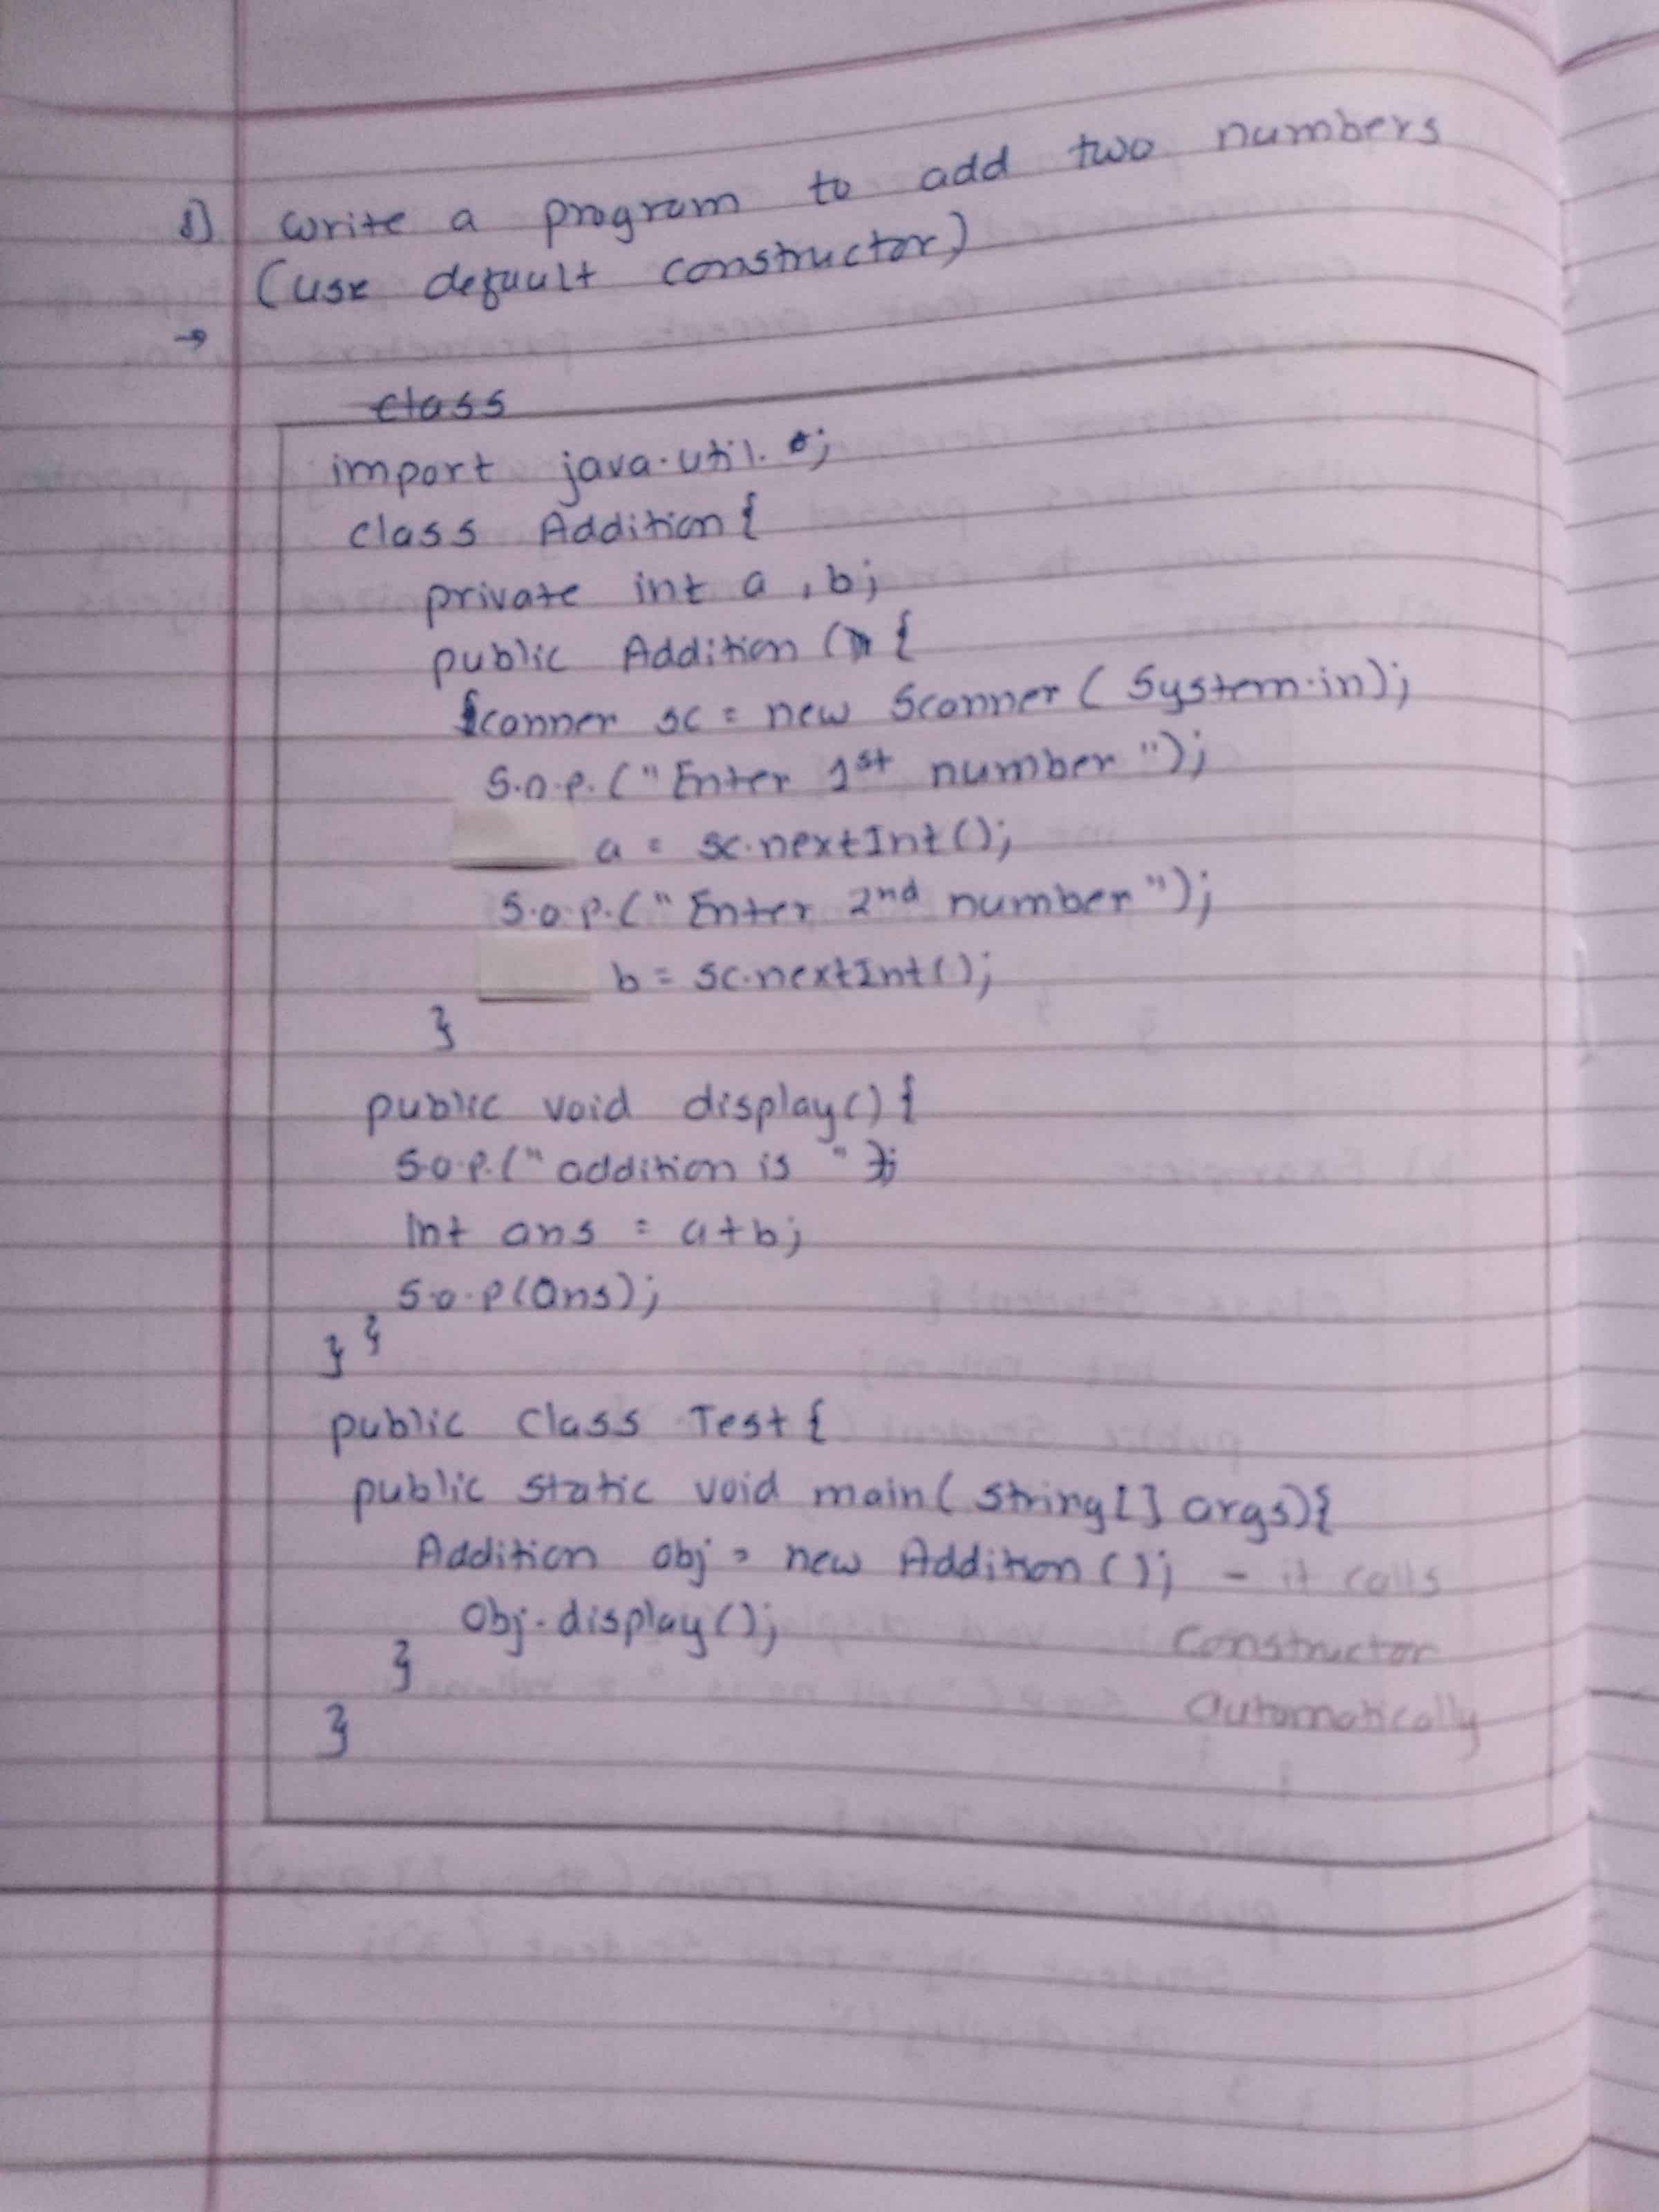 1) Write a program to add two numbers
(use default constructor)
→
class
import java.util.*;
class Addition {
private int a , b;
public Addition () {
Scanner sc = new Scanner ( System.in);
S.o.p. (" Enter 1st number ");
a = sc.nextInt ();
S.o.p. (" Enter 2nd number ");
b = sc.nextInt();
}
public void display() {
S.o.p. (" addition is " );
int ans = a+b;
S.o.p (ans);
} }
public class Test {
public static void main( String[] args) {
Addition obj = new Addition (); - it calls
Obj.display ();
constructor
}
automatically
}